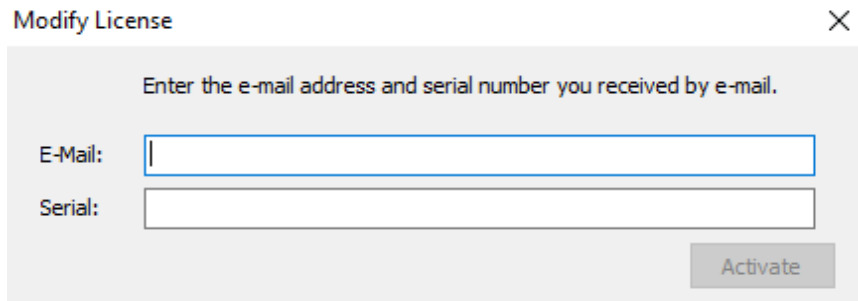 Modify License
Enter the e-mail address and serial number you received by e-mail.
E-Mail:
Serial:
Activate